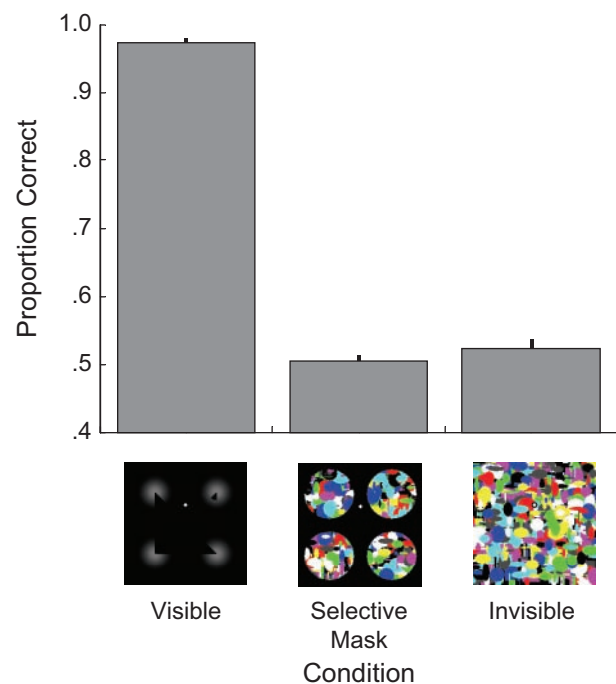 Proportion Correct
1.0
.9
.8
.7
.6
.5
.4
Visible
Selective
Mask
Invisible
Condition